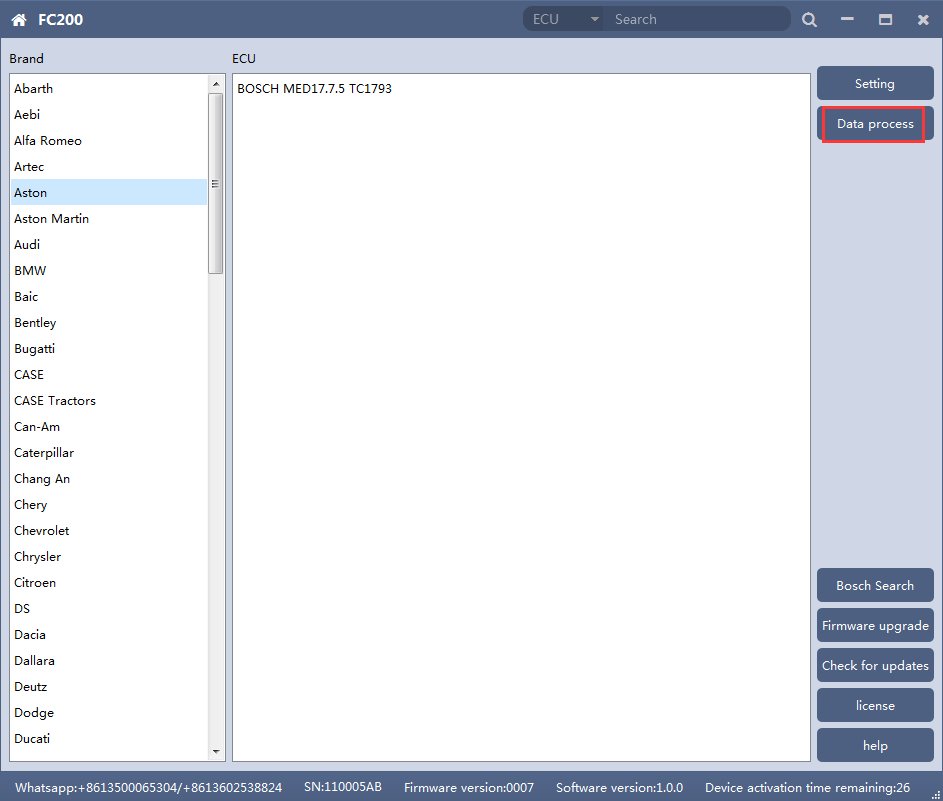 FC200
ECU
Search
Brand
ECU
Abarth
Aebi
Alfa Romeo
Artec
Aston
Aston Martin
Audi
BMW
Baic
Bentley
Bugatti
CASE
CASE Tractors
Can-Am
Caterpillar
Chang An
Chery
Chevrolet
Chrysler
Citroen
DS
Dacia
Dallara
Deutz
Dodge
Ducati
BOSCH MED17.7.5 TC1793
Setting
Data process
Bosch Search
Firmware upgrade
Check for updates
license
help
Whatsapp:+8613500065304/+8613602538824 SN:110005AB Firmware version:0007 Software version:1.0.0 Device activation time remaining:26